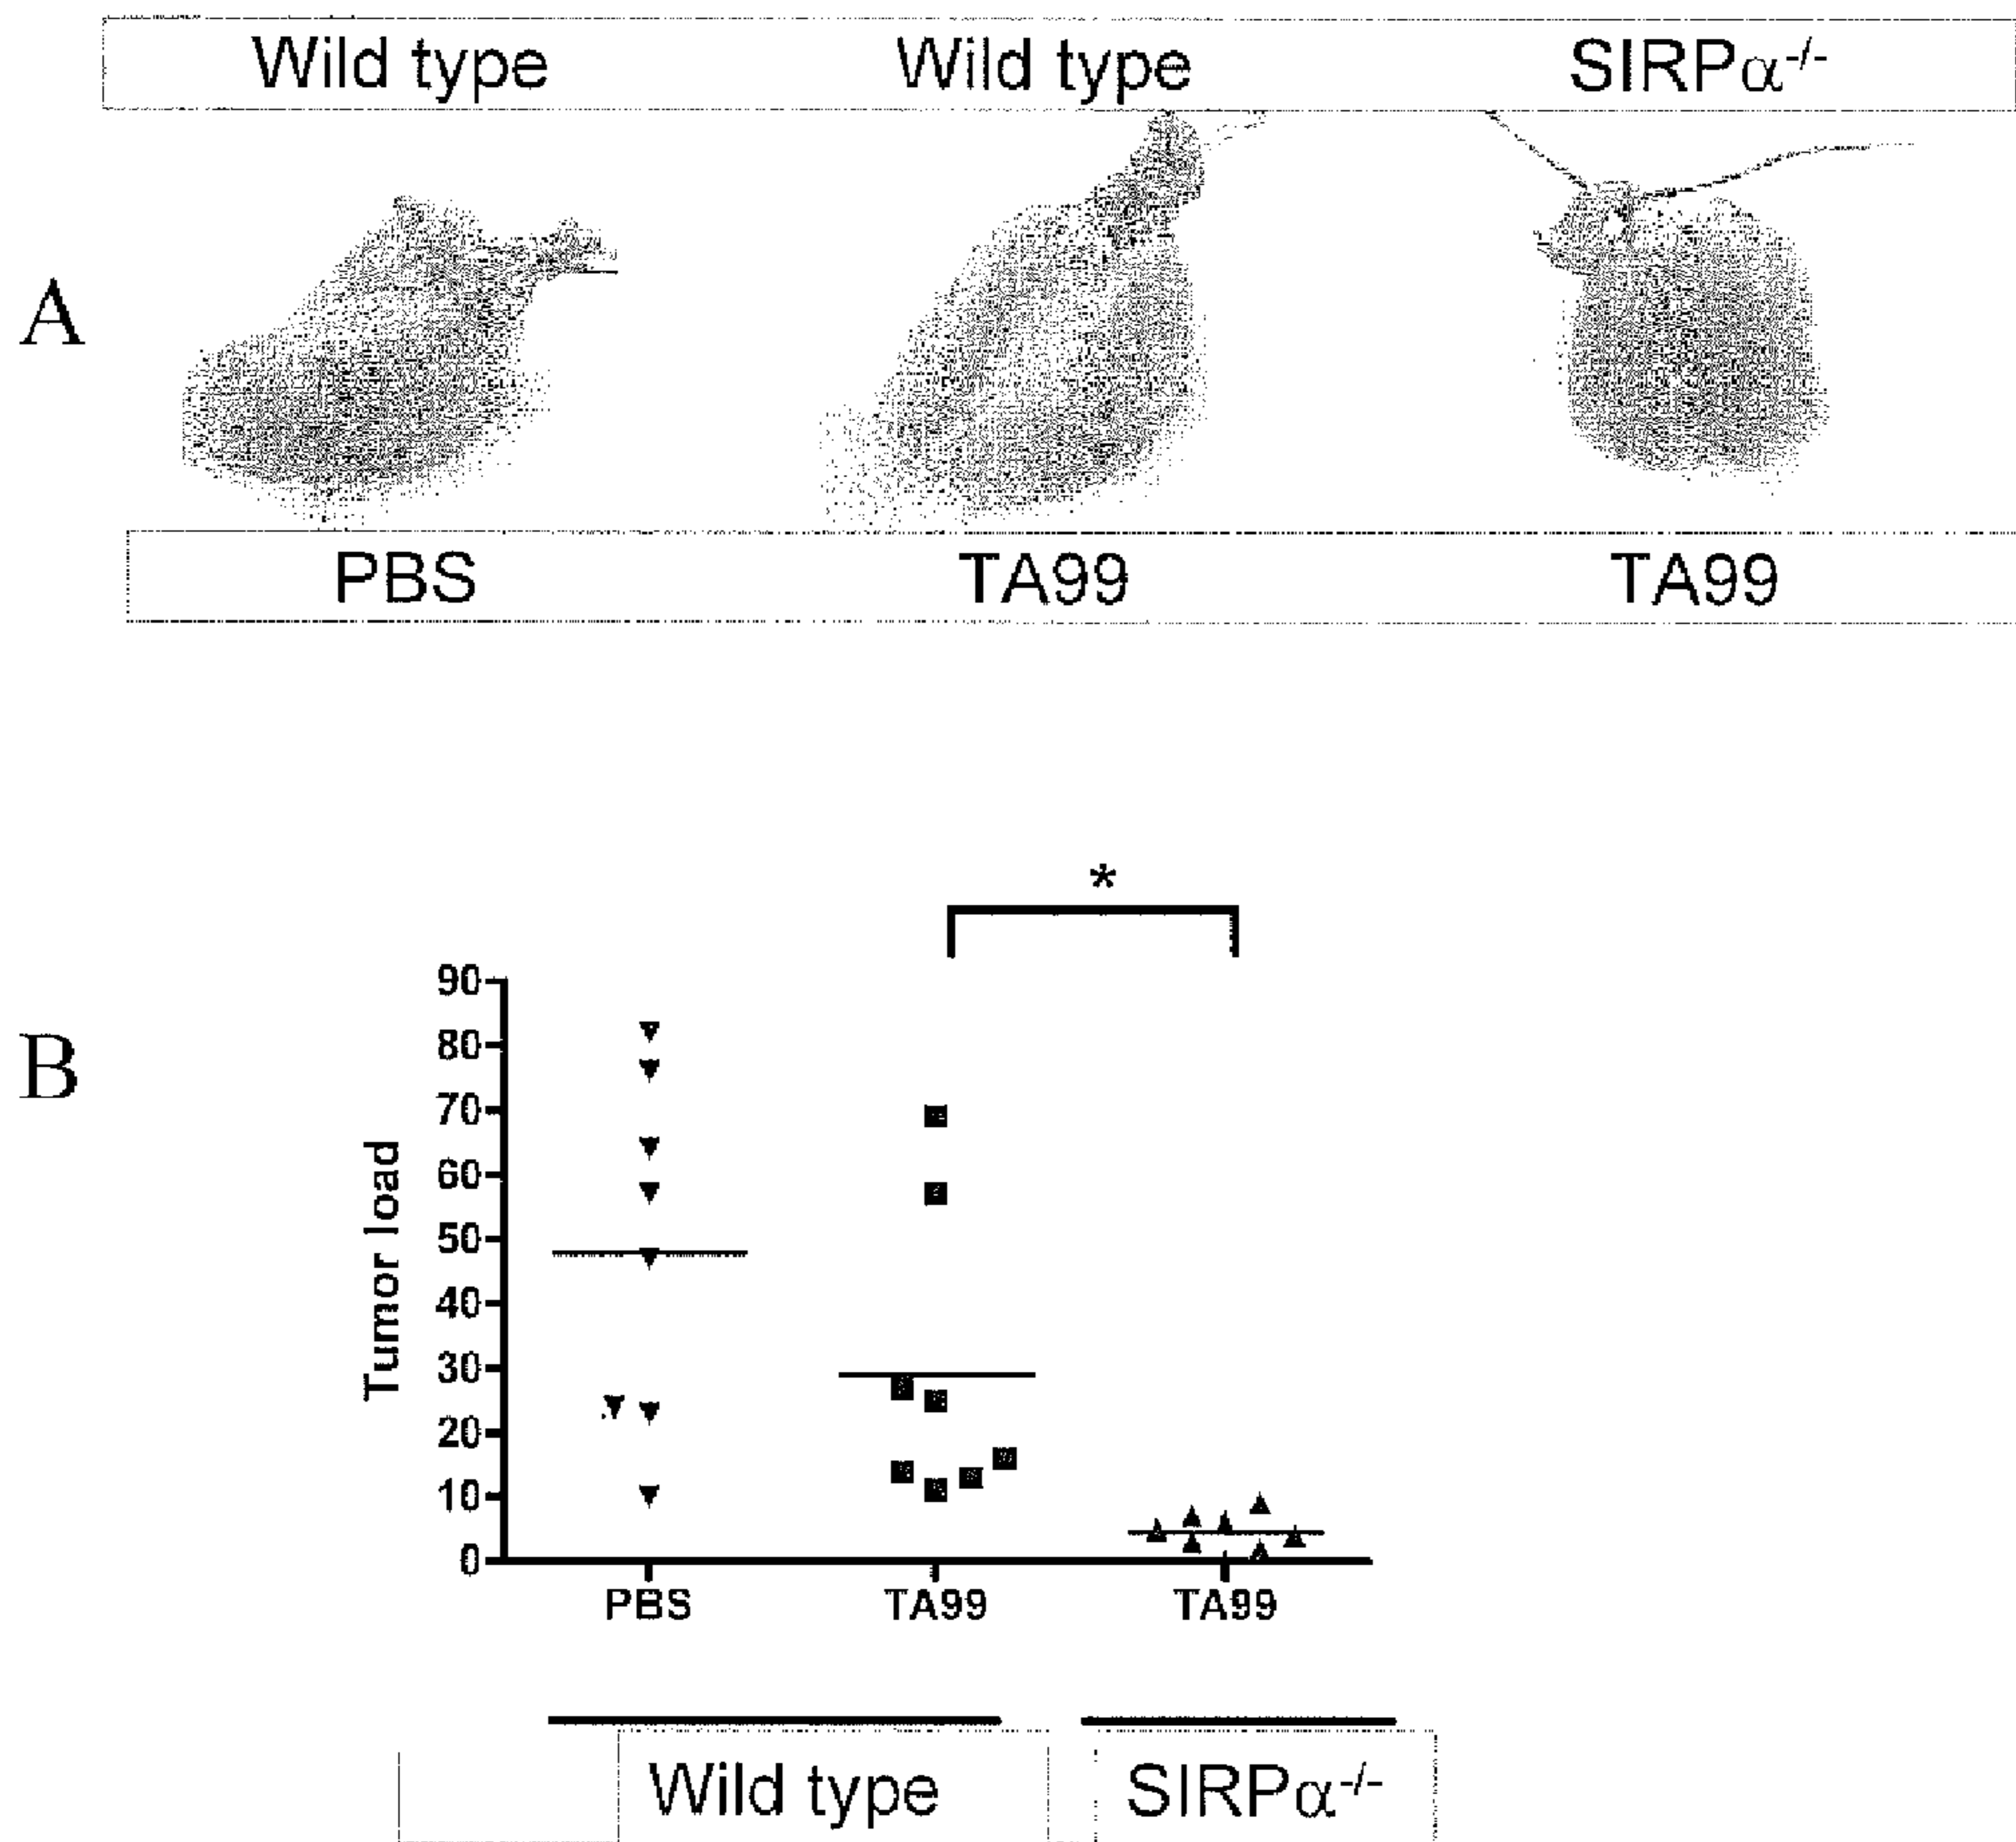 Wild type Wild type SIRPα-/-
A
PBS TA99 TA99
*
B
Tumor load
90
80
70
60
50
40
30
20
10
0
PBS TA99 TA99
Wild type SIRPα-/-